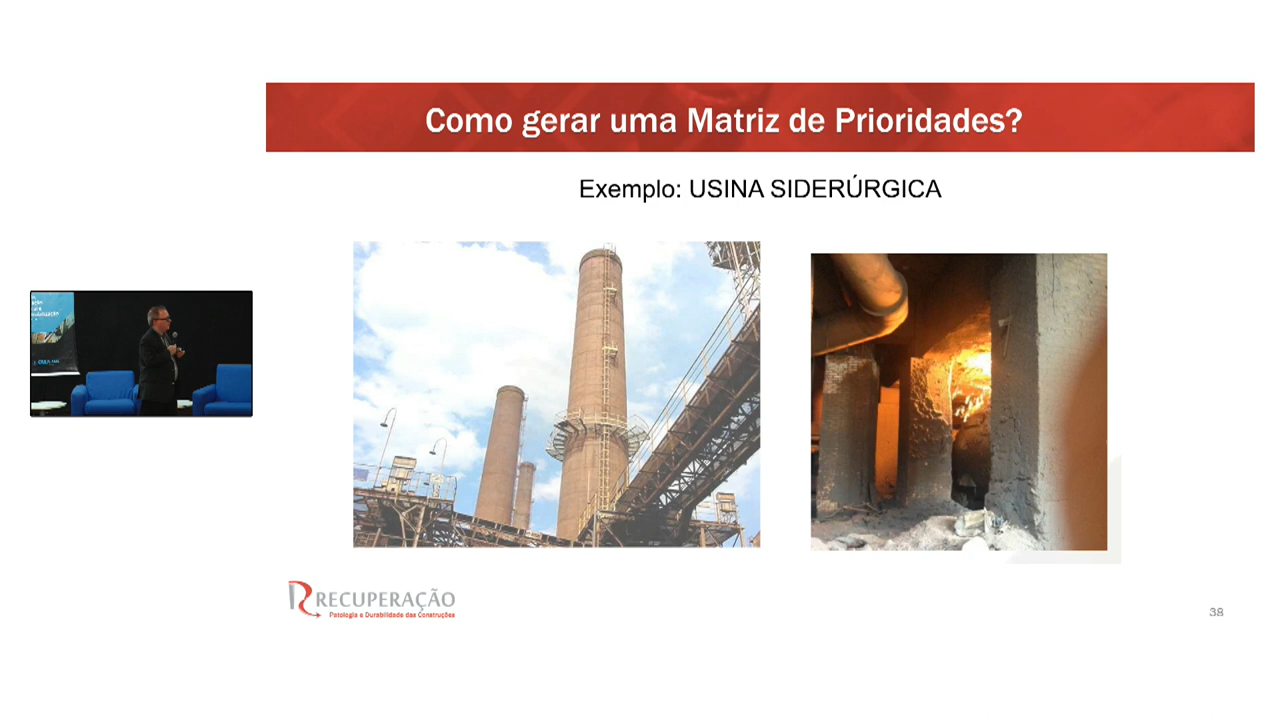 Como gerar uma Matriz de Prioridades?
Exemplo: USINA SIDERÚRGICA
RECUPERAÇÃO
Patologia e Durabilidade das Construções
38